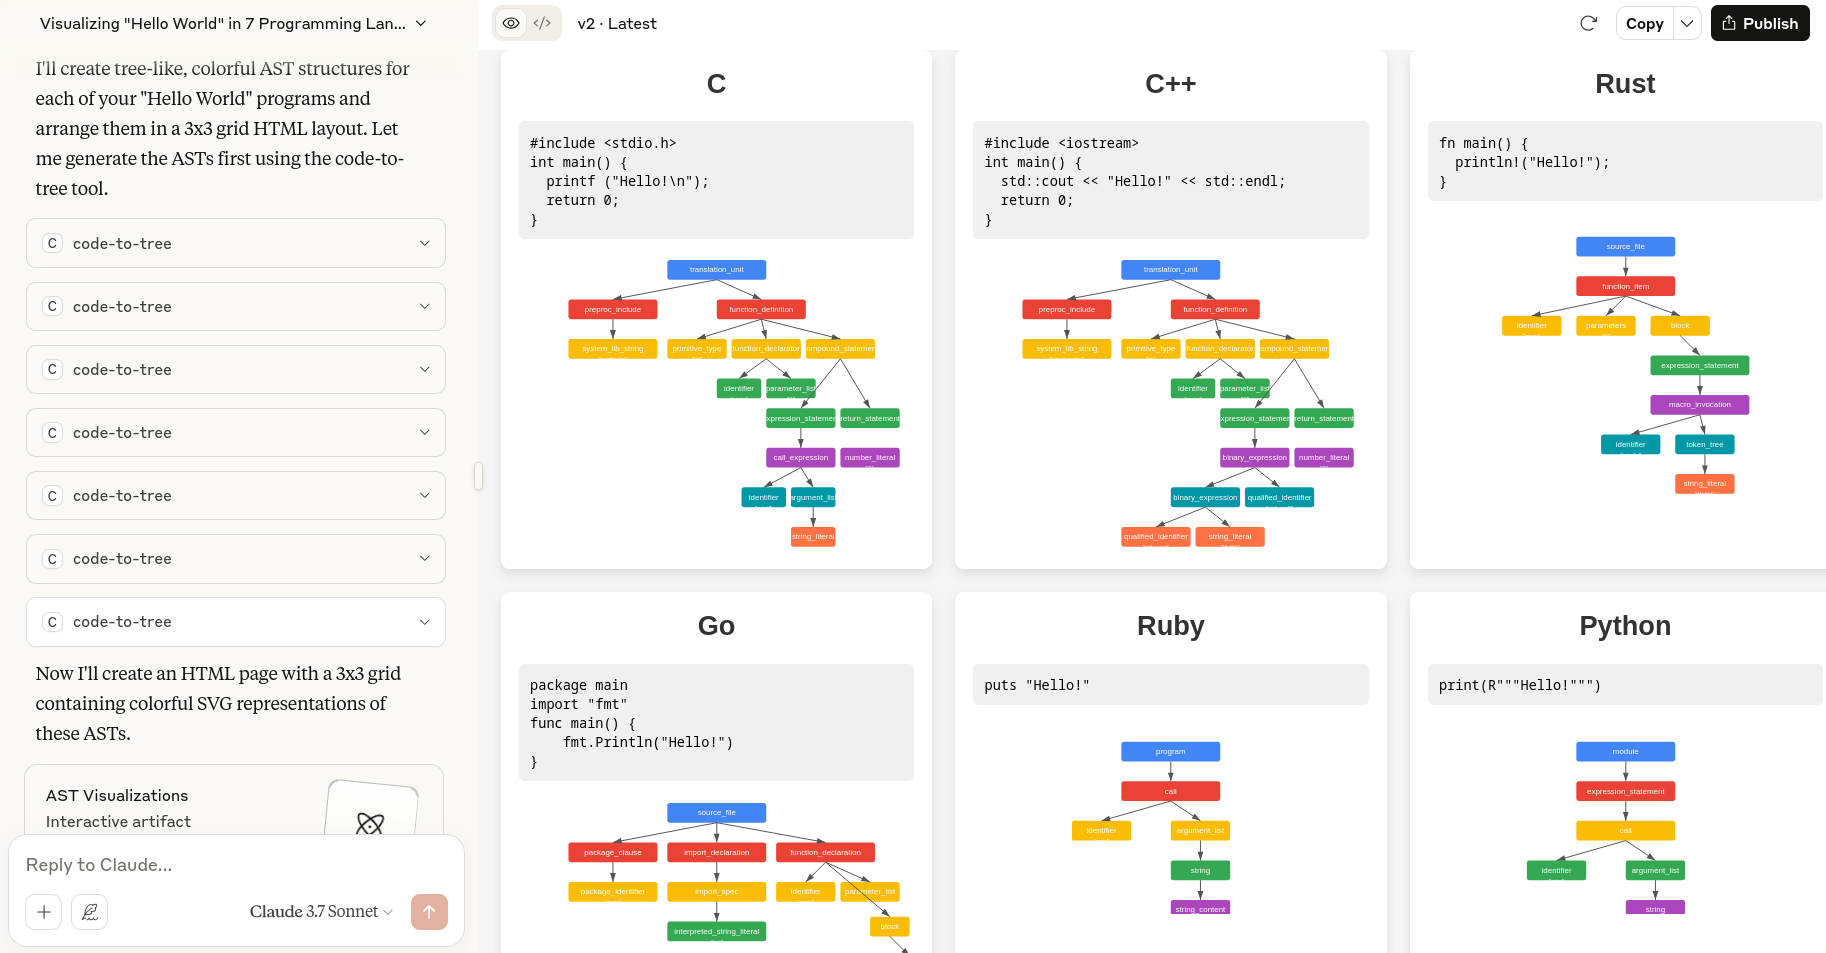 Visualizing "Hello World" in 7 Programming Lan...
I'll create tree-like, colorful AST structures for
each of your "Hello World" programs and
arrange them in a 3x3 grid HTML layout. Let
me generate the ASTs first using the code-to-
tree tool.
C code-to-tree
C code-to-tree
C code-to-tree
C code-to-tree
C code-to-tree
C code-to-tree
C code-to-tree
Now I'll create an HTML page with a 3x3 grid
containing colorful SVG representations of
these ASTs.
AST Visualizations
Interactive artifact
Reply to Claude...
Claude 3.7 Sonnet
</> v2 · Latest
Copy
Publish
C
#include <stdio.h>
int main() {
  printf ("Hello!\n");
  return 0;
}
translation_unit
preproc_include function_definition
system_lib_string primitive_type function_declarator ompound_statemen
identifier parameter_list
xpression_statemen return_statement
call_expression number_literal
identifier argument_list
string_literal
C++
#include <iostream>
int main() {
  std::cout << "Hello!" << std::endl;
  return 0;
}
translation_unit
preproc_include function_definition
system_lib_string primitive_type function_declarator ompound_statemen
identifier parameter_list
xpression_statemen return_statement
binary_expression number_literal
binary_expression qualified_identifier
qualified_identifier string_literal
Rust
fn main() {
  println!("Hello!");
}
source_file
function_item
identifier parameters block
expression_statement
macro_invocation
identifier token_tree
string_literal
Go
package main
import "fmt"
func main() {
    fmt.Println("Hello!")
}
source_file
package_clause import_declaration function_declaration
package_identifier import_spec identifier parameter_list
interpreted_string_literal block
Ruby
puts "Hello!"
program
call
identifier argument_list
string
string_content
Python
print(R"""Hello!""")
module
expression_statement
call
identifier argument_list
string